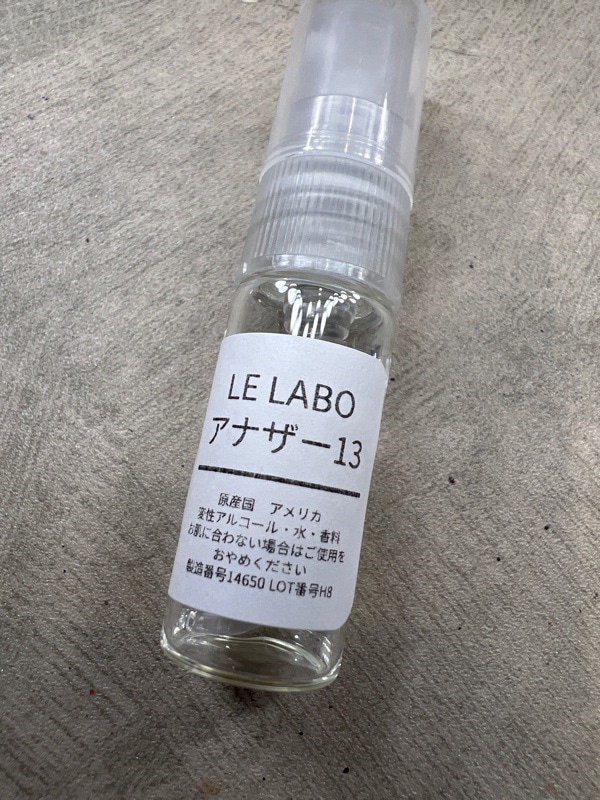 LE LABO
アナザー13
原産国　アメリカ
変性アルコール・水・香料
お肌に合わない場合はご使用を
おやめください
製造番号14650 LOT番号H8